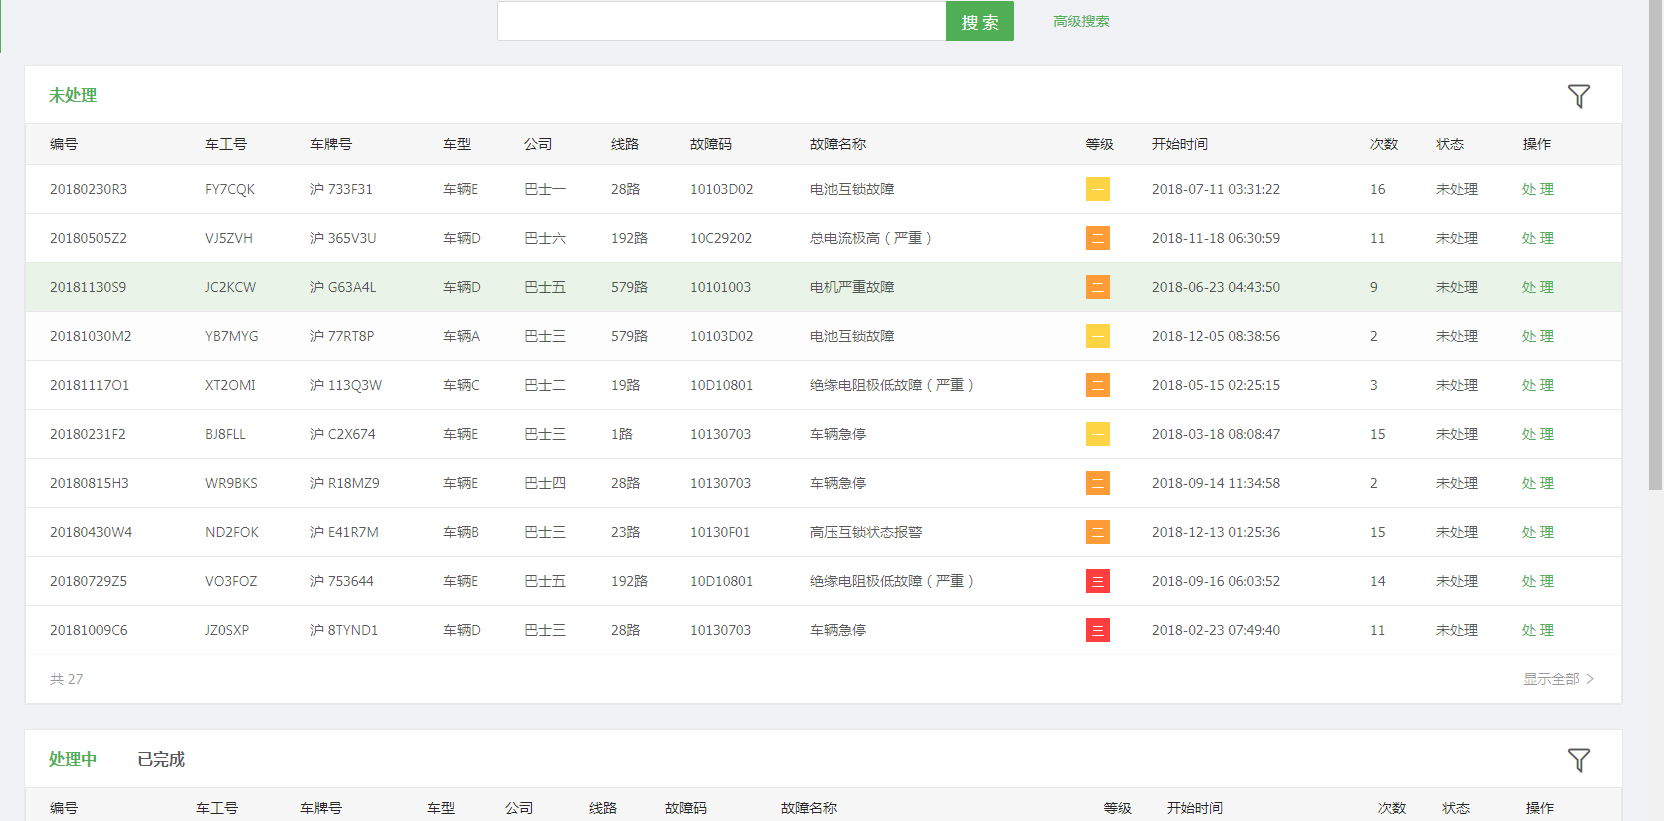 搜 索 高级搜索
未处理
编号 车工号 车牌号 车型 公司 线路 故障码 故障名称 等级 开始时间 次数 状态 操作
20180230R3 FY7CQK 沪 733F31 车辆E 巴士一 28路 10103D02 电池互锁故障 一 2018-07-11 03:31:22 16 未处理 处 理
20180505Z2 VJ5ZVH 沪 365V3U 车辆D 巴士六 192路 10C29202 总电流极高（严重） 二 2018-11-18 06:30:59 11 未处理 处 理
20181130S9 JC2KCW 沪 G63A4L 车辆D 巴士五 579路 10101003 电机严重故障 二 2018-06-23 04:43:50 9 未处理 处 理
20181030M2 YB7MYG 沪 77RT8P 车辆A 巴士三 579路 10103D02 电池互锁故障 一 2018-12-05 08:38:56 2 未处理 处 理
20181117O1 XT2OMI 沪 113Q3W 车辆C 巴士二 19路 10D10801 绝缘电阻极低故障（严重） 二 2018-05-15 02:25:15 3 未处理 处 理
20180231F2 BJ8FLL 沪 C2X674 车辆E 巴士三 1路 10130703 车辆急停 一 2018-03-18 08:08:47 15 未处理 处 理
20180815H3 WR9BKS 沪 R18MZ9 车辆E 巴士四 28路 10130703 车辆急停 二 2018-09-14 11:34:58 2 未处理 处 理
20180430W4 ND2FOK 沪 E41R7M 车辆B 巴士三 23路 10130F01 高压互锁状态报警 二 2018-12-13 01:25:36 15 未处理 处 理
20180729Z5 VO3FOZ 沪 753644 车辆E 巴士五 192路 10D10801 绝缘电阻极低故障（严重） 三 2018-09-16 06:03:52 14 未处理 处 理
20181009C6 JZ0SXP 沪 8TYND1 车辆D 巴士三 28路 10130703 车辆急停 三 2018-02-23 07:49:40 11 未处理 处 理
共 27 显示全部 >
处理中 已完成
编号 车工号 车牌号 车型 公司 线路 故障码 故障名称 等级 开始时间 次数 状态 操作